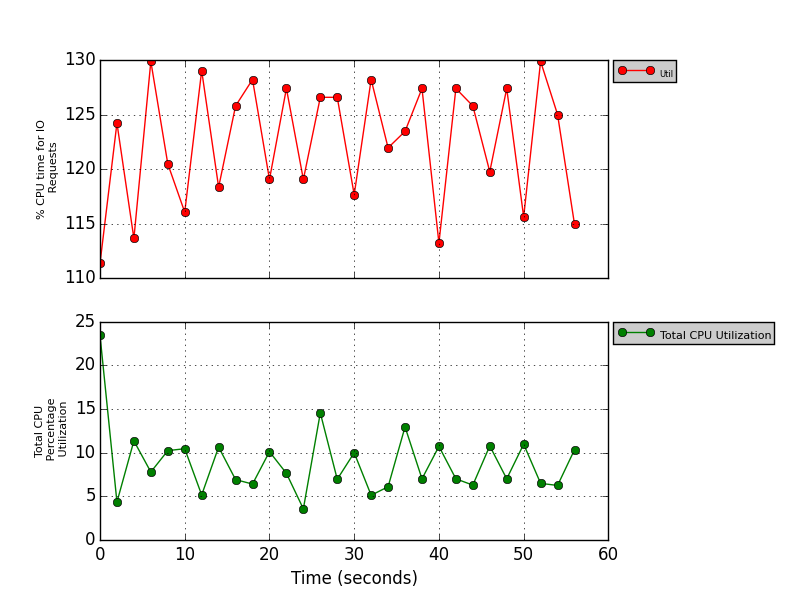 130
125
120
115
110
% CPU time for IO
Requests
Util
25
20
15
10
5
0
Total CPU
Percentage
Utilization
Total CPU Utilization
0 10 20 30 40 50 60
Time (seconds)